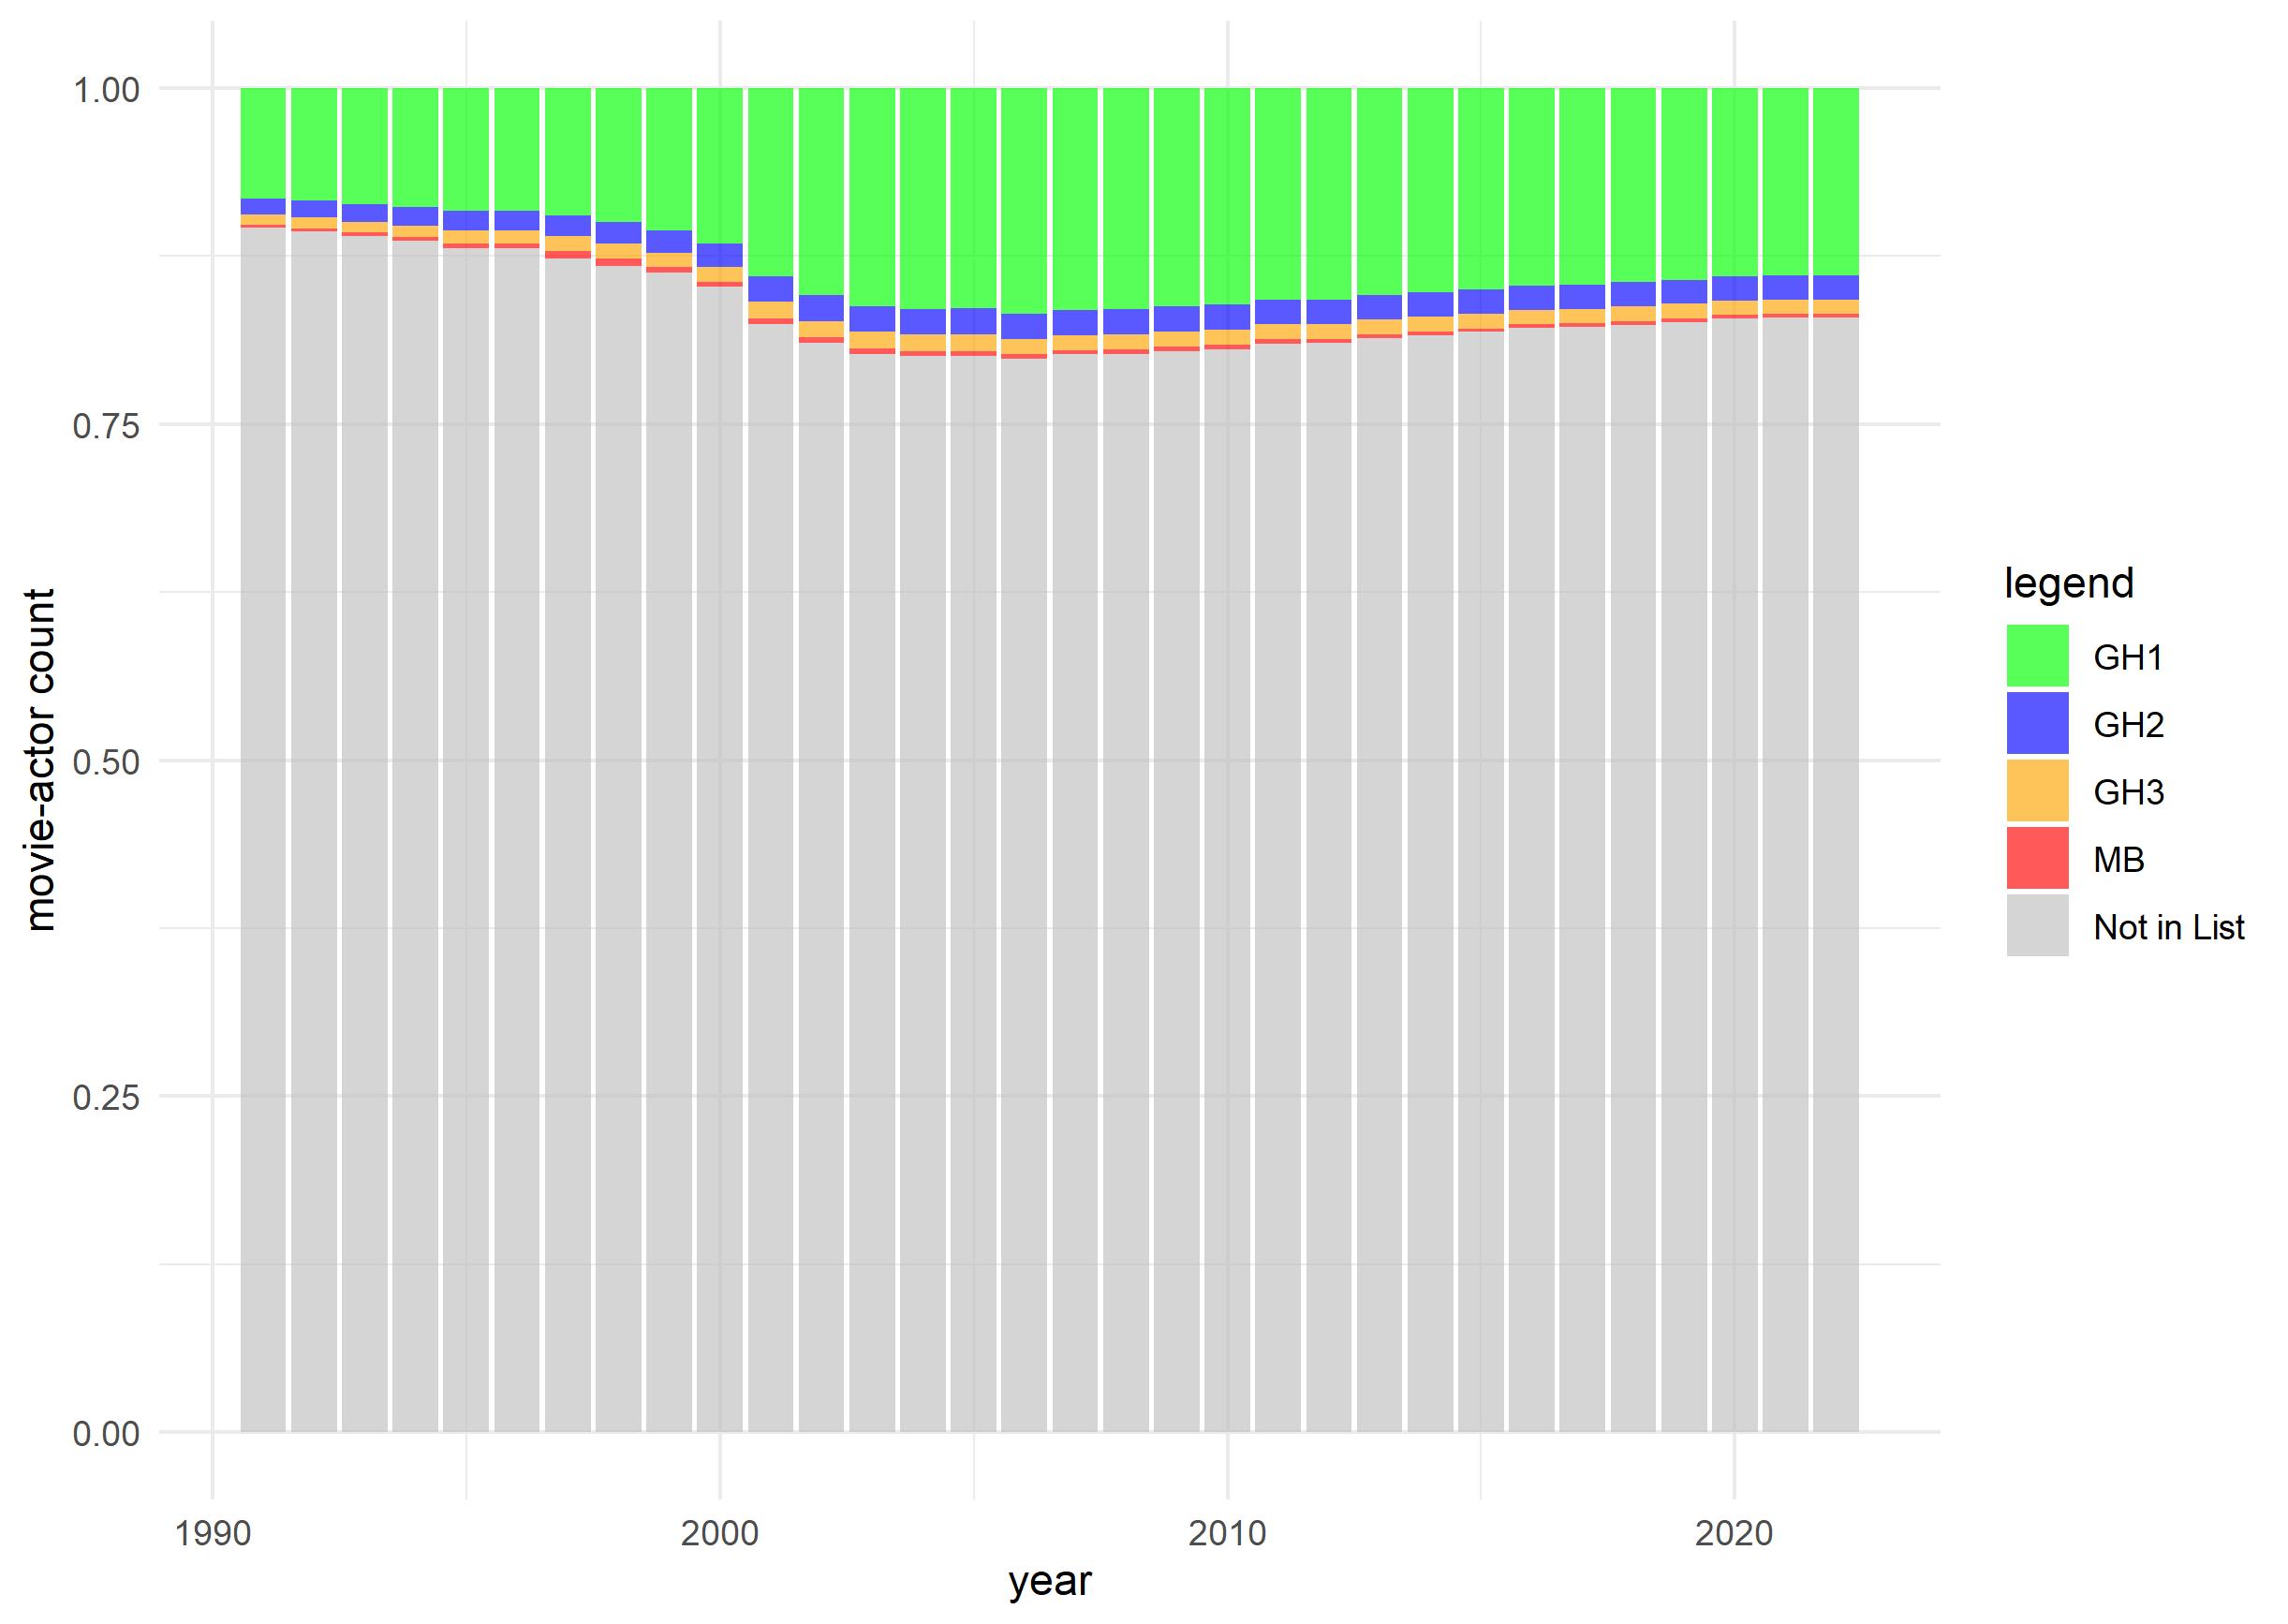 1.00
0.75
0.50
0.25
0.00
movie-actor count
1990
2000
2010
2020
year
legend
GH1
GH2
GH3
MB
Not in List